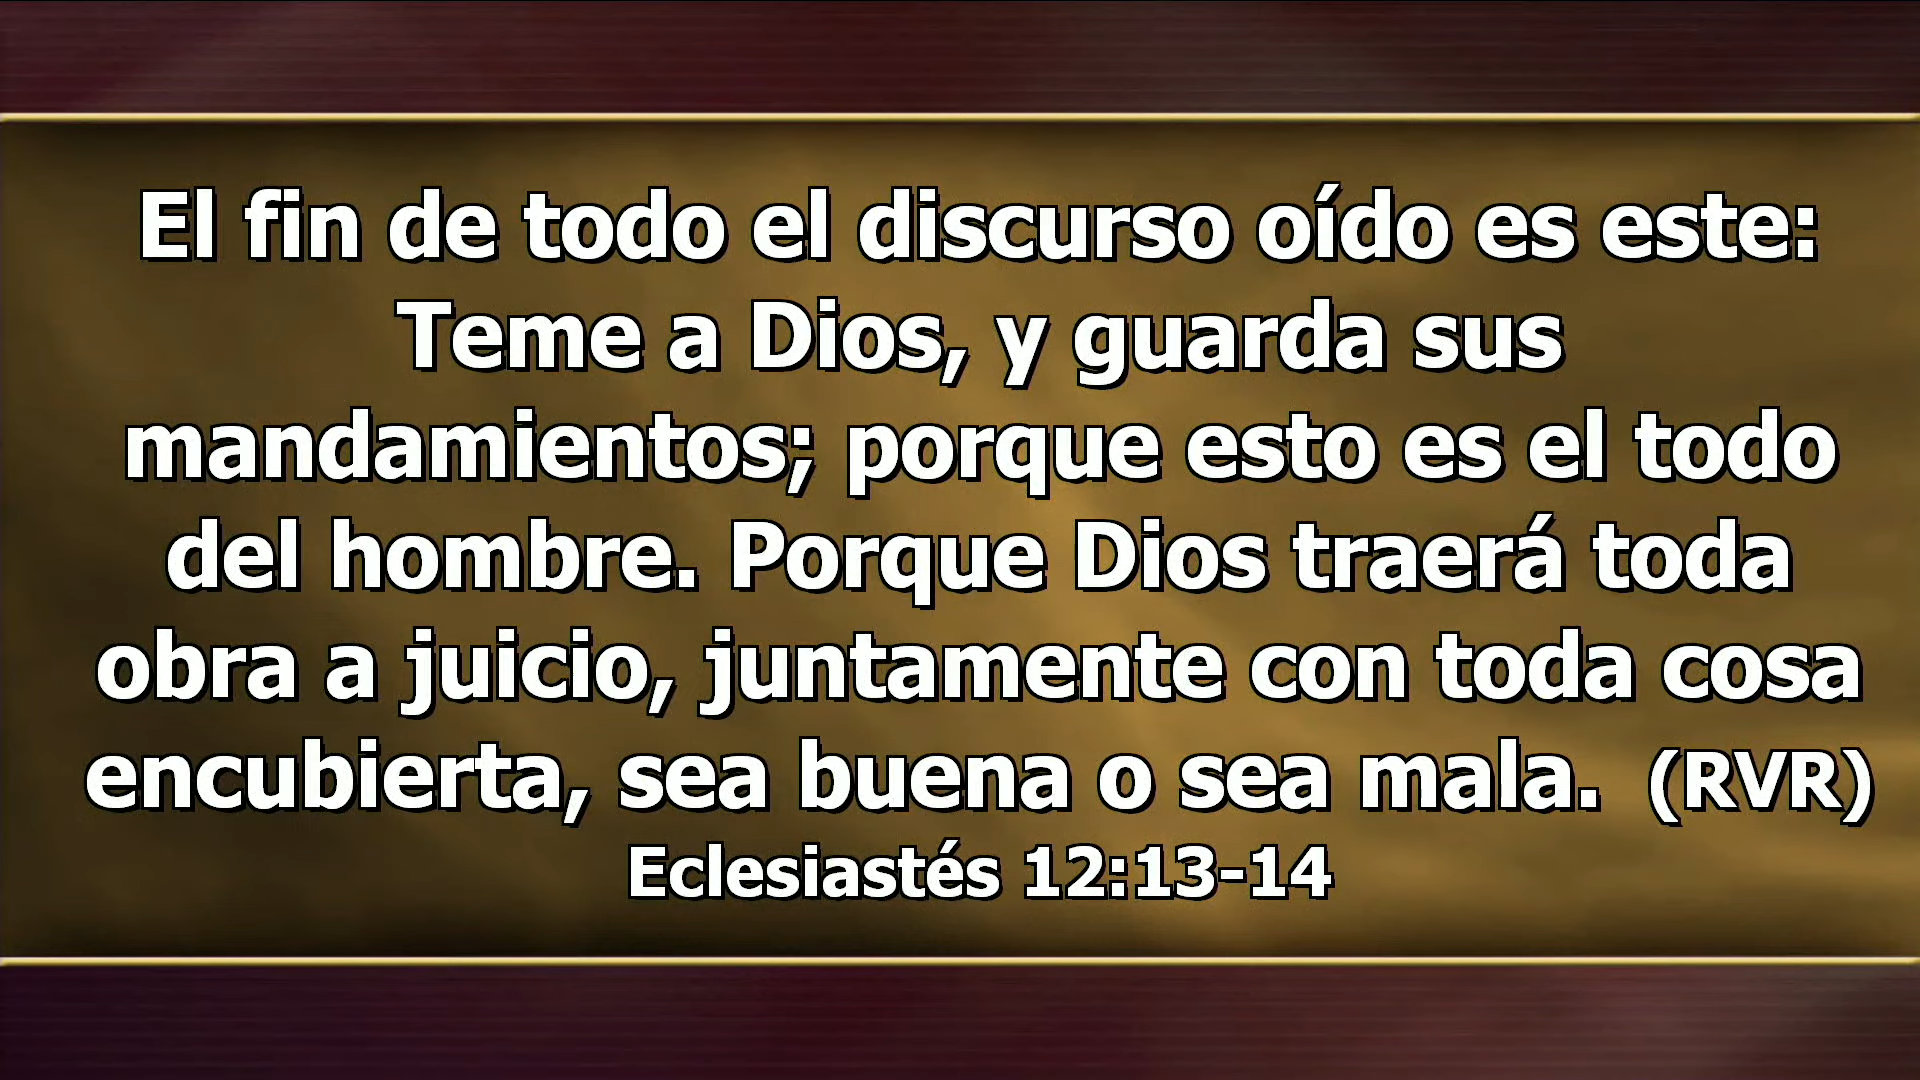 El fin de todo el discurso oído es este:
Teme a Dios, y guarda sus
mandamientos; porque esto es el todo
del hombre. Porque Dios traerá toda
obra a juicio, juntamente con toda cosa
encubierta, sea buena o sea mala. (RVR)
Eclesiastés 12:13-14